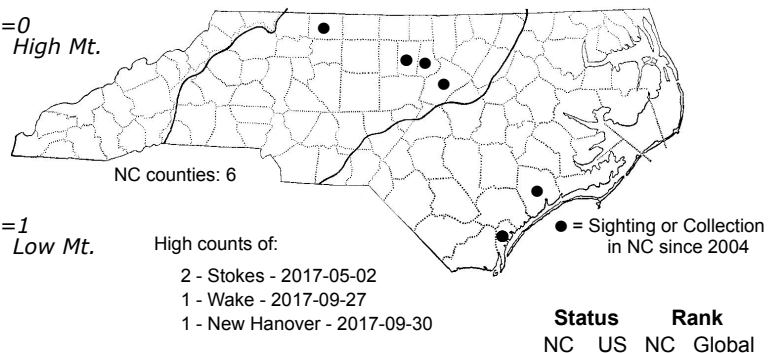 =0
High Mt.
NC counties: 6
=1
Low Mt.
High counts of:
2 - Stokes - 2017-05-02
1 - Wake - 2017-09-27
1 - New Hanover - 2017-09-30
● = Sighting or Collection
in NC since 2004
Status Rank
NC US NC Global